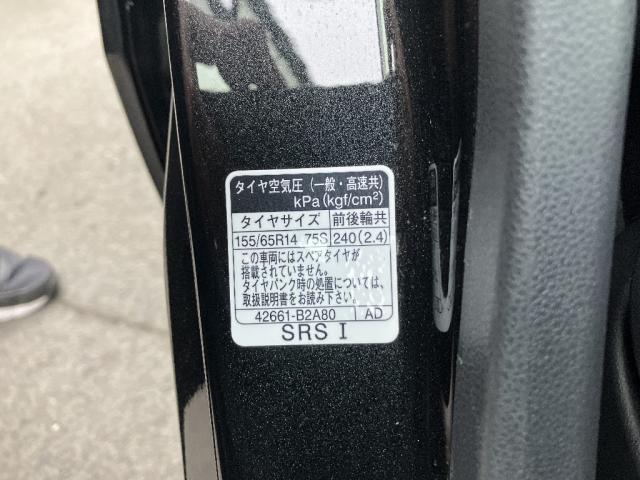 タイヤ空気圧(一般・高速共)
kPa(kgf/cm²)
タイヤサイズ 前後輪共
155/65R14 75S 240(2.4)
この車両にはスペアタイヤが
搭載されていません。
タイヤパンク時の処置については、
取扱説明書をお読み下さい。
42661-B2A80 AD
SRS I